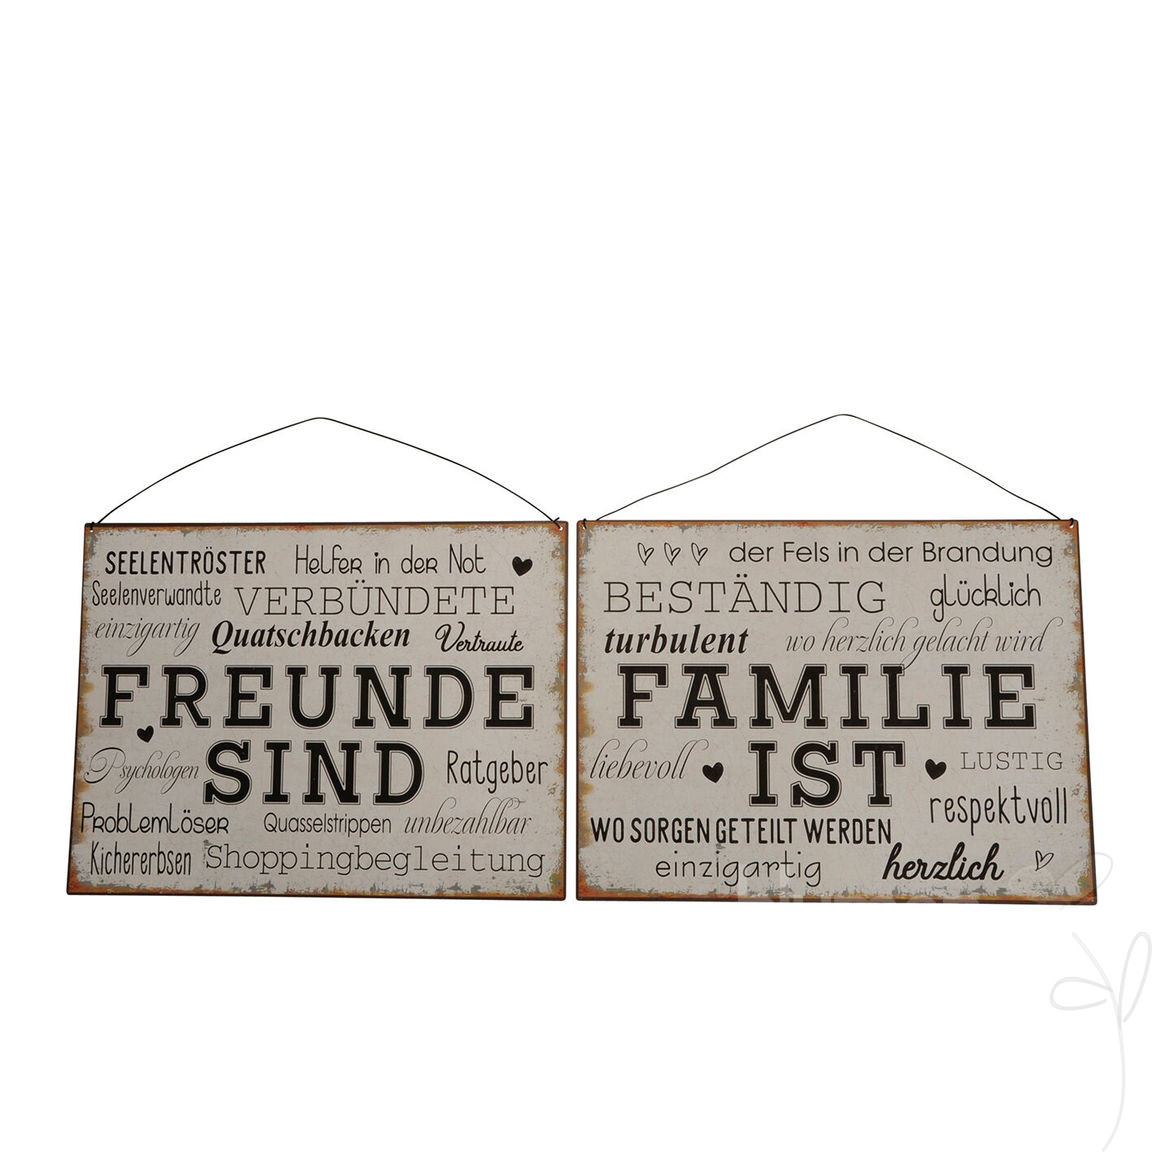 SEELENTRÖSTER Helfer in der Not
Seelenverwandte VERBÜNDETE
einzigartig Quatschbacken Vertraute
FREUNDE
SIND
Psychologen Ratgeber
Problemlöser Quasselstrippen unbezahlbar
Kichererbsen Shoppingbegleitung
der Fels in der Brandung
BESTÄNDIG glücklich
turbulent wo herzlich gelacht wird
FAMILIE
liebevoll IST LUSTIG
respektvoll
WO SORGEN GETEILT WERDEN
einzigartig herzlich